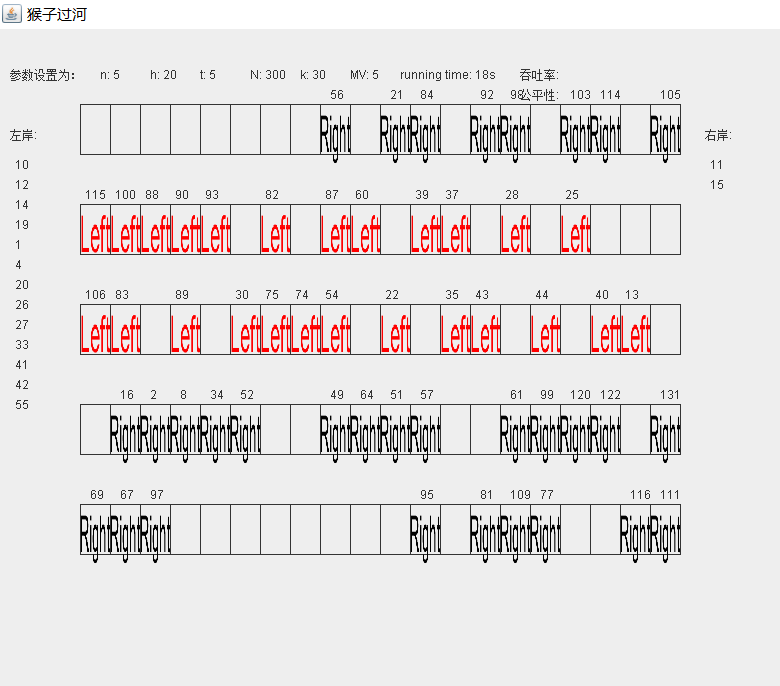 猴子过河
参数设置为: n: 5 h: 20 t: 5 N: 300 k: 30 MV: 5 running time: 18s 吞吐率:
56 21 84 92 98 公平性: 103 114 105
Right Right Right Right Right Right Right Right
左岸: 右岸:
10 11
12 15
115 100 88 90 93 82 87 60 39 37 28 25
14
Left Left Left Left Left Left Left Left Left Left Left Left
19
1
4
20
106 83 89 30 75 74 54 22 35 43 44 40 13
26
Left Left Left Left Left Left Left Left Left Left Left Left Left
27
33
41
42
16 2 8 34 52 49 64 51 57 61 99 120 122 131
55
Right Right Right Right Right Right Right Right Right Right Right Right Right Right
69 67 97 95 81 109 77 116 111
Right Right Right Right Right Right Right Right Right